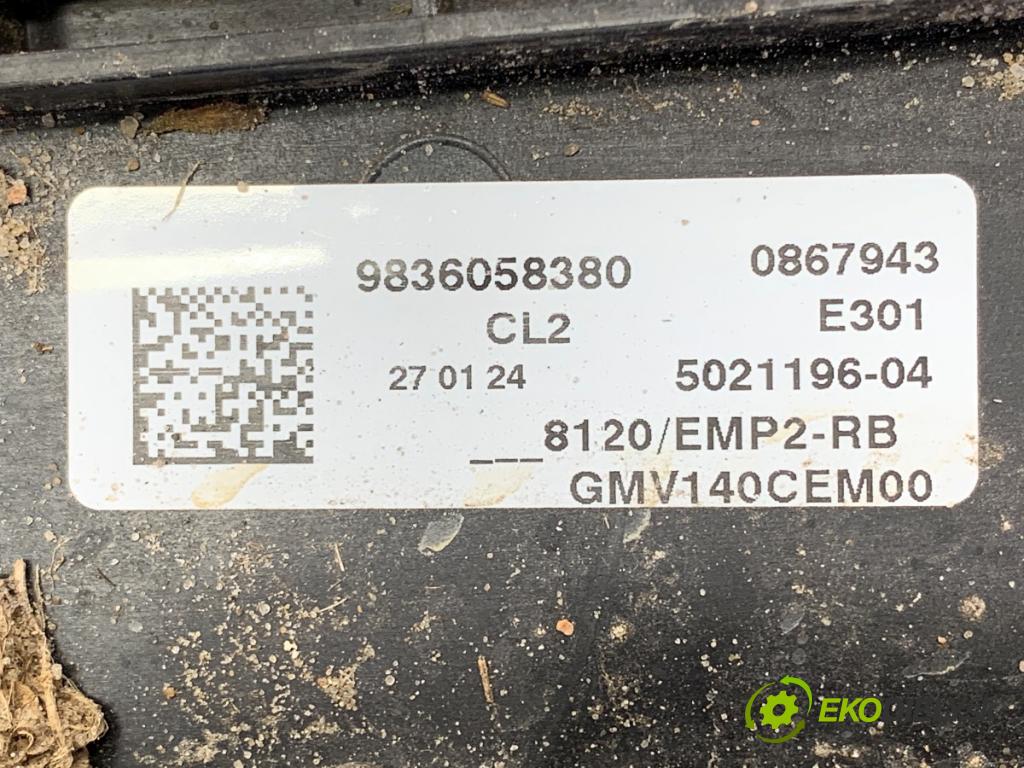 9836058380 0867943
CL2 E301
27 01 24 5021196-04
___8120/EMP2-RB
GMV140CEM00
EKO